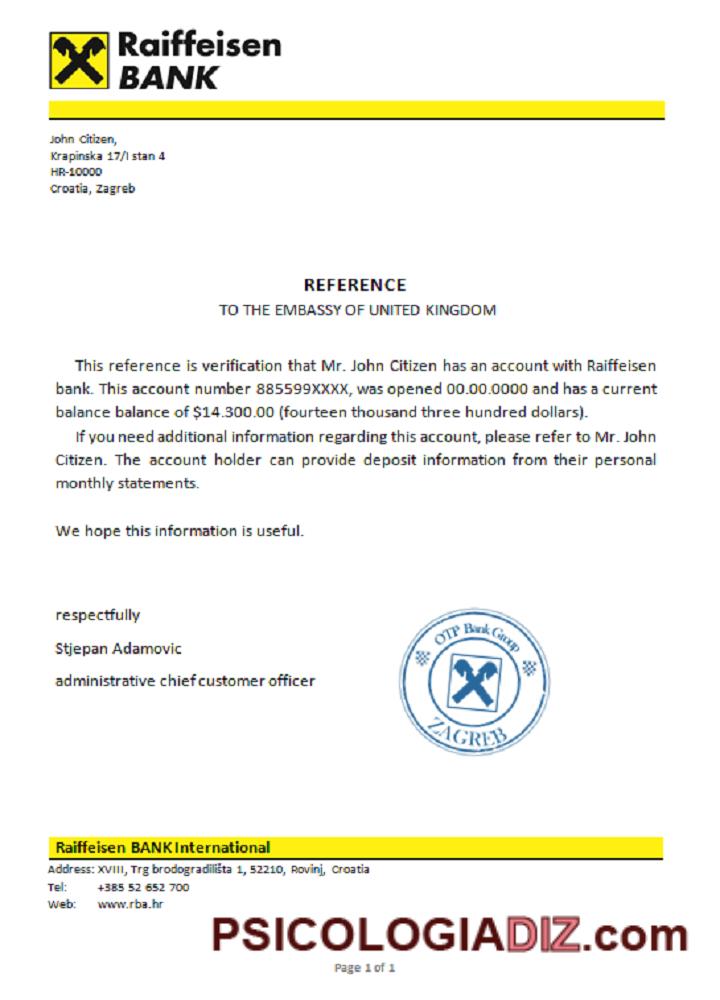 Raiffeisen
BANK
John Citizen,
Krapinska 17/I stan 4
HR-10000
Croatia, Zagreb
REFERENCE
TO THE EMBASSY OF UNITED KINGDOM
This reference is verification that Mr. John Citizen has an account with Raiffeisen
bank. This account number 885599XXXX, was opened 00.00.0000 and has a current
balance balance of $14.300.00 (fourteen thousand three hundred dollars).
If you need additional information regarding this account, please refer to Mr. John
Citizen. The account holder can provide deposit information from their personal
monthly statements.
We hope this information is useful.
respectfully
Stjepan Adamovic
administrative chief customer officer
OTP Bank Group
ZAGREB
Raiffeisen BANK International
Address: XVIII, Trg brodogradilišta 1, 52210, Rovinj, Croatia
Tel: +385 52 652 700
Web: www.rba.hr
PSICOLOGIADIZ.com
Page 1 of 1